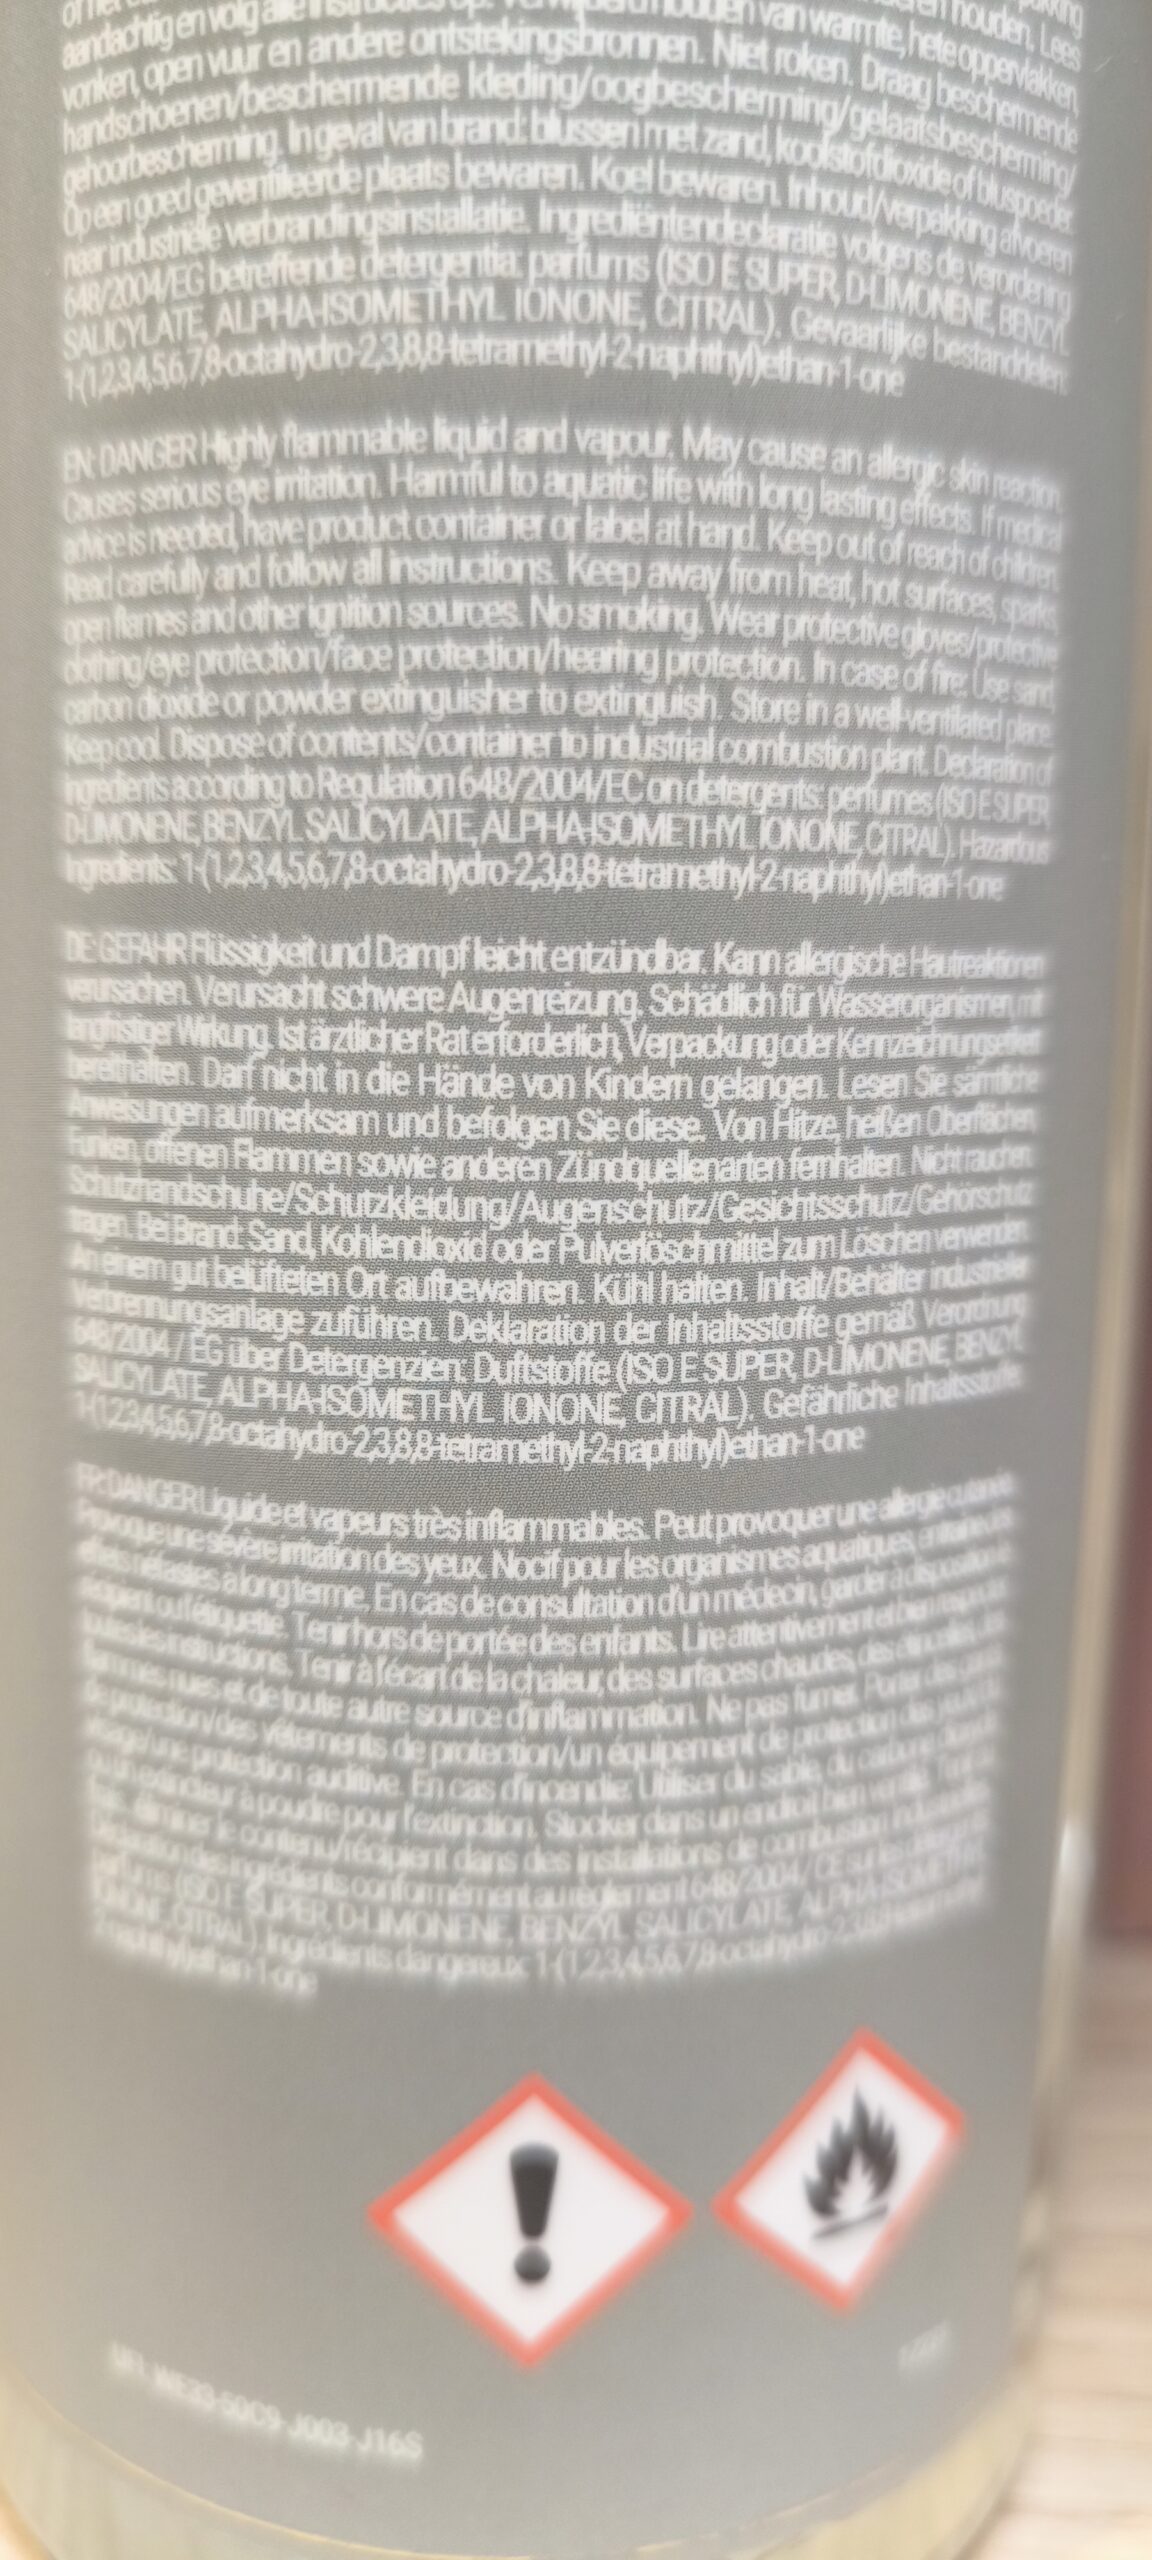 aandachtig en volg alle instructies op. Verwijderd houden van warmte, hete oppervlakken,
vonken, open vuur en andere ontstekingsbronnen. Niet roken. Draag beschermende
handschoenen/beschermende kleding/oogbescherming/gelaatsbescherming/
gehoorbescherming. In geval van brand: blussen met zand, koolstofdioxide of bluspoeder.
Op een goed geventileerde plaats bewaren. Koel bewaren. Inhoud/verpakking afvoeren
naar industriële verbrandingsinstallatie. Ingrediëntendeclaratie volgens de verordening
648/2004/EG betreffende detergentia: parfums (ISO E SUPER, D-LIMONENE, BENZYL
SALICYLATE, ALPHA-ISOMETHYL IONONE, CITRAL). Gevaarlijke bestanddelen:
1-(1,2,3,4,5,6,7,8-octahydro-2,3,8,8-tetramethyl-2-naphthyl)ethan-1-one
EN: DANGER Highly flammable liquid and vapour. May cause an allergic skin reaction.
Causes serious eye irritation. Harmful to aquatic life with long lasting effects. If medical
advice is needed, have product container or label at hand. Keep out of reach of children.
Read carefully and follow all instructions. Keep away from heat, hot surfaces, sparks,
open flames and other ignition sources. No smoking. Wear protective gloves/protective
clothing/eye protection/face protection/hearing protection. In case of fire: Use sand,
carbon dioxide or powder extinguisher to extinguish. Store in a well-ventilated place.
Keep cool. Dispose of contents/container to industrial combustion plant. Declaration of
ingredients according to Regulation 648/2004/EC on detergents: perfumes (ISO E SUPER,
D-LIMONENE, BENZYL SALICYLATE, ALPHA-ISOMETHYL IONONE, CITRAL). Hazardous
Ingredients: 1-(1,2,3,4,5,6,7,8-octahydro-2,3,8,8-tetramethyl-2-naphthyl)ethan-1-one
DE: GEFAHR Flüssigkeit und Dampf leicht entzündbar. Kann allergische Hautreaktionen
verursachen. Verursacht schwere Augenreizung. Schädlich für Wasserorganismen, mit
langfristiger Wirkung. Ist ärztlicher Rat erforderlich, Verpackung oder Kennzeichnungsetikett
bereithalten. Darf nicht in die Hände von Kindern gelangen. Lesen Sie sämtliche
Anweisungen aufmerksam und befolgen Sie diese. Von Hitze, heißen Oberflächen,
Funken, offenen Flammen sowie anderen Zündquellenarten fernhalten. Nicht rauchen.
Schutzhandschuhe/Schutzkleidung/Augenschutz/Gesichtsschutz/Gehörschutz
tragen. Bei Brand: Sand, Kohlendioxid oder Pulverlöschmittel zum Löschen verwenden.
An einem gut belüfteten Ort aufbewahren. Kühl halten. Inhalt/Behälter industrieller
Verbrennungsanlage zuführen. Deklaration der Inhaltsstoffe gemäß Verordnung
648/2004 / EG über Detergenzien: Duftstoffe (ISO E SUPER, D-LIMONENE, BENZYL
SALICYLATE, ALPHA-ISOMETHYL IONONE, CITRAL). Gefährliche Inhaltsstoffe:
1-(1,2,3,4,5,6,7,8-octahydro-2,3,8,8-tetramethyl-2-naphthyl)ethan-1-one
FR: DANGER Liquide et vapeurs très inflammables. Peut provoquer une allergie cutanée.
Provoque une sévère irritation des yeux. Nocif pour les organismes aquatiques, entraîne des
effets néfastes à long terme. En cas de consultation d'un médecin, garder à disposition le
récipient ou l'étiquette. Tenir hors de portée des enfants. Lire attentivement et bien respecter
toutes les instructions. Tenir à l'écart de la chaleur, des surfaces chaudes, des étincelles, des
flammes nues et de toute autre source d'inflammation. Ne pas fumer. Porter des gants
de protection/des vêtements de protection/un équipement de protection des yeux/du
visage/une protection auditive. En cas d'incendie: Utiliser du sable, du carbone dioxyde
ou un extincteur à poudre pour l'extinction. Stocker dans un endroit bien ventilé. Tenir au
frais. Éliminer le contenu/récipient dans des installations de combustion industrielle.
Déclaration des ingrédients conformément au règlement 648/2004 / CE sur les
parfums (ISO E SUPER, D-LIMONENE, BENZYL SALICYLATE, ALPHA-ISOMETHYL
IONONE, CITRAL). Ingrédients dangereux: 1-(1,2,3,4,5,6,7,8-octahydro-2,3,8,8-tetramethyl-
2-naphthyl)ethan-1-one
UFI: WE30-50C9-J003-J16S